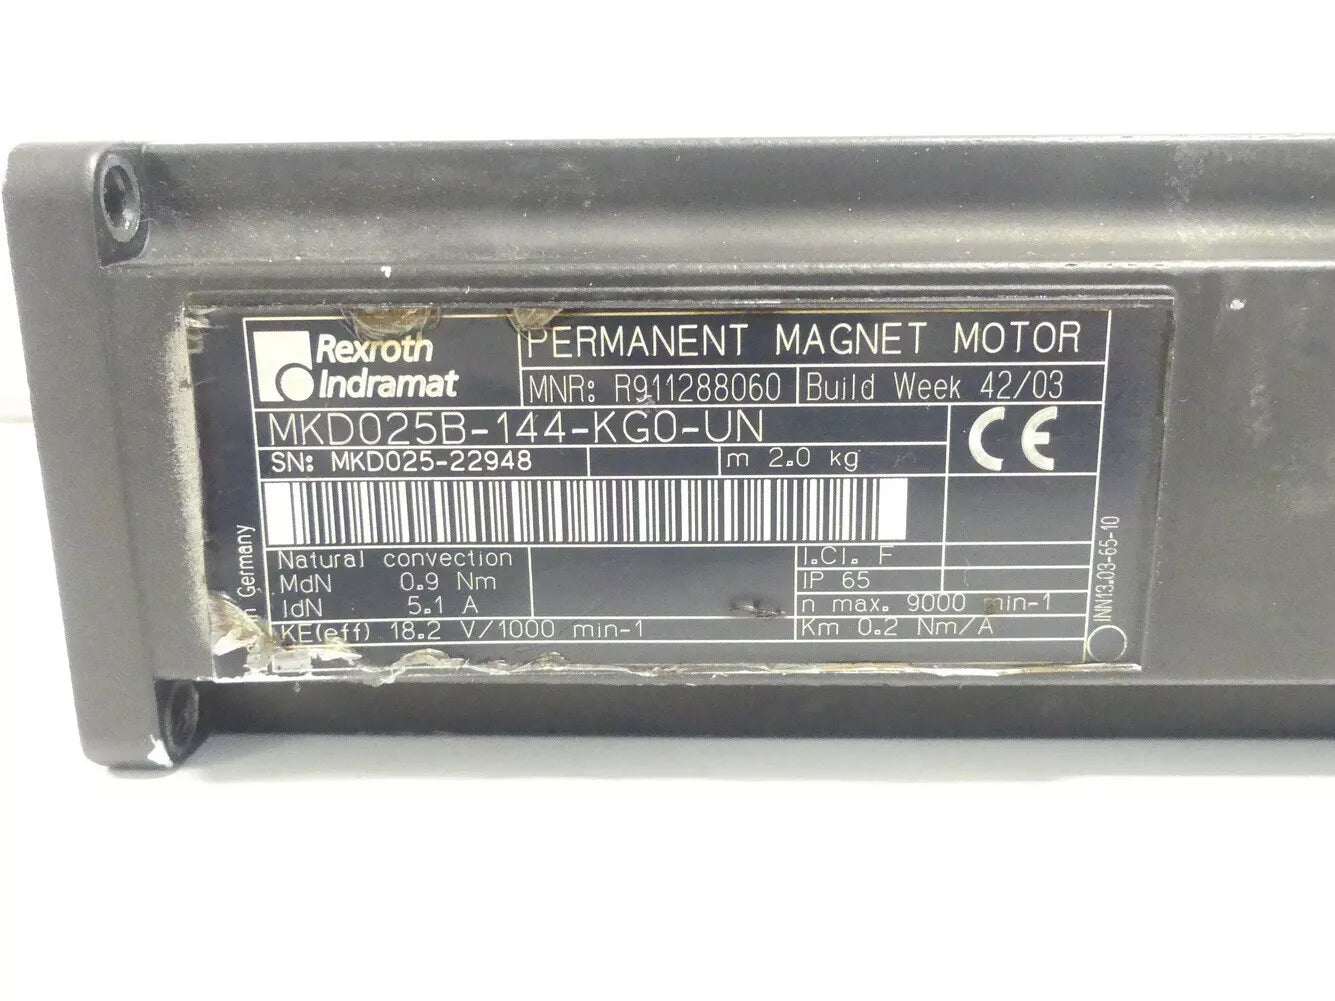 Rexroth
Indramat
PERMANENT MAGNET MOTOR
MNR: R911288060
Build Week 42/03
MKD025B-144-KG0-UN
SN: MKD025-22948
m 2.0 kg
CE
Natural convection
MdN 0.9 Nm
IdN 5.1 A
KE(eff) 18.2 V/1000 min-1
I.Cl. F
IP 65
n max. 9000 min-1
Km 0.2 Nm/A
Germany
INN13.03-65-10